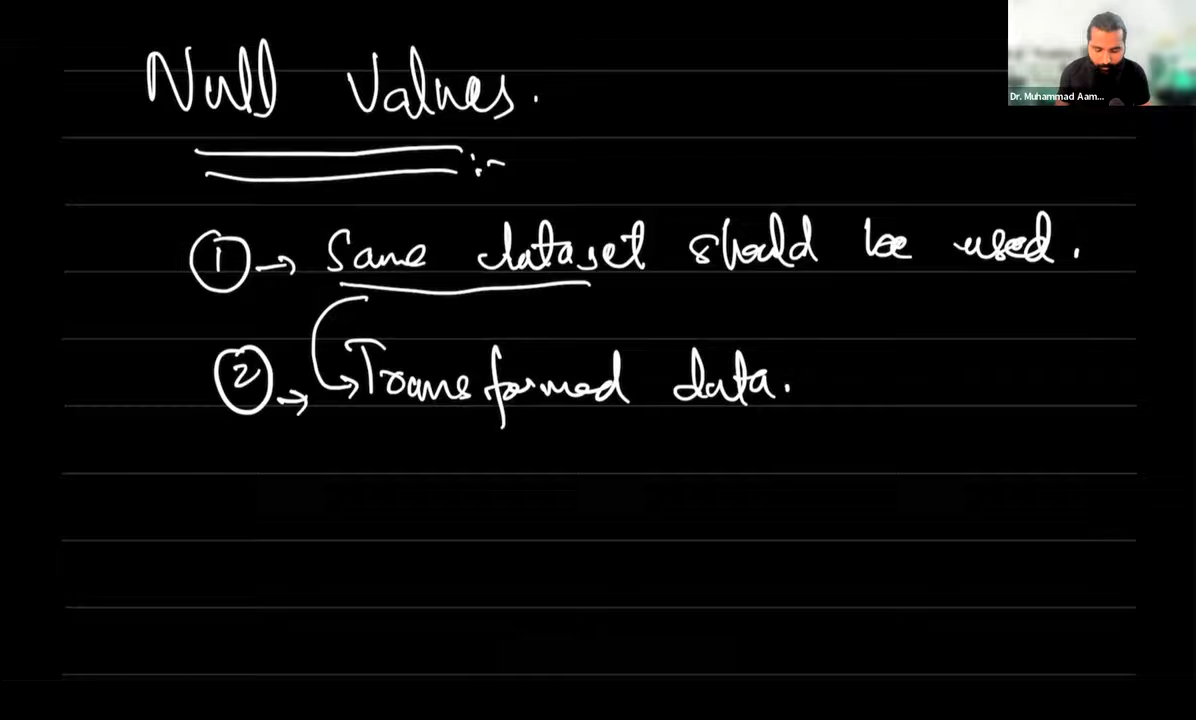 Dr. Muhammad Aam...
Null Values.
:-
① → Same dataset should be used.
② → Transformed data.